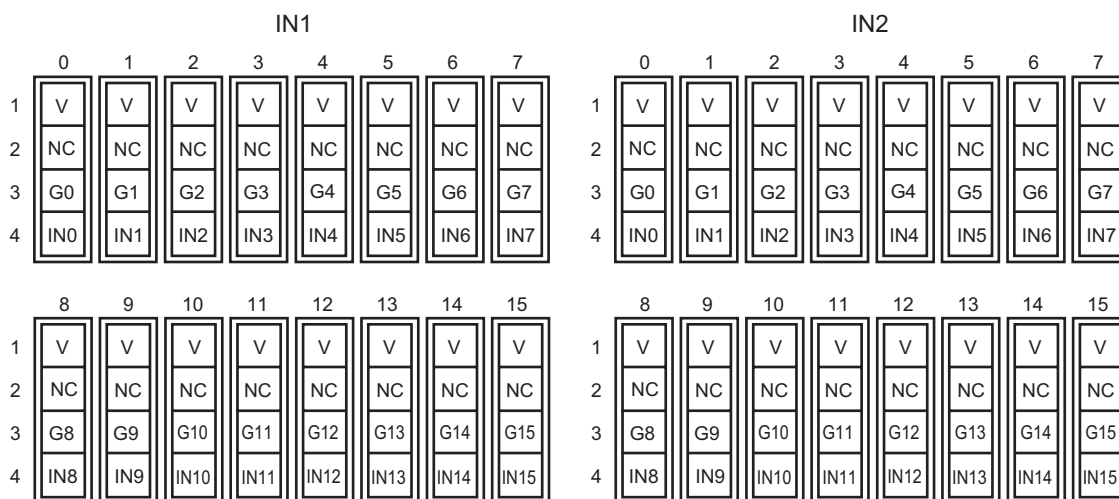 IN1 IN2
0 1 2 3 4 5 6 7 0 1 2 3 4 5 6 7
1 V V V V V V V V 1 V V V V V V V V
2 NC NC NC NC NC NC NC NC 2 NC NC NC NC NC NC NC NC
3 G0 G1 G2 G3 G4 G5 G6 G7 3 G0 G1 G2 G3 G4 G5 G6 G7
4 IN0 IN1 IN2 IN3 IN4 IN5 IN6 IN7 4 IN0 IN1 IN2 IN3 IN4 IN5 IN6 IN7
8 9 10 11 12 13 14 15 8 9 10 11 12 13 14 15
1 V V V V V V V V 1 V V V V V V V V
2 NC NC NC NC NC NC NC NC 2 NC NC NC NC NC NC NC NC
3 G8 G9 G10 G11 G12 G13 G14 G15 3 G8 G9 G10 G11 G12 G13 G14 G15
4 IN8 IN9 IN10 IN11 IN12 IN13 IN14 IN15 4 IN8 IN9 IN10 IN11 IN12 IN13 IN14 IN15